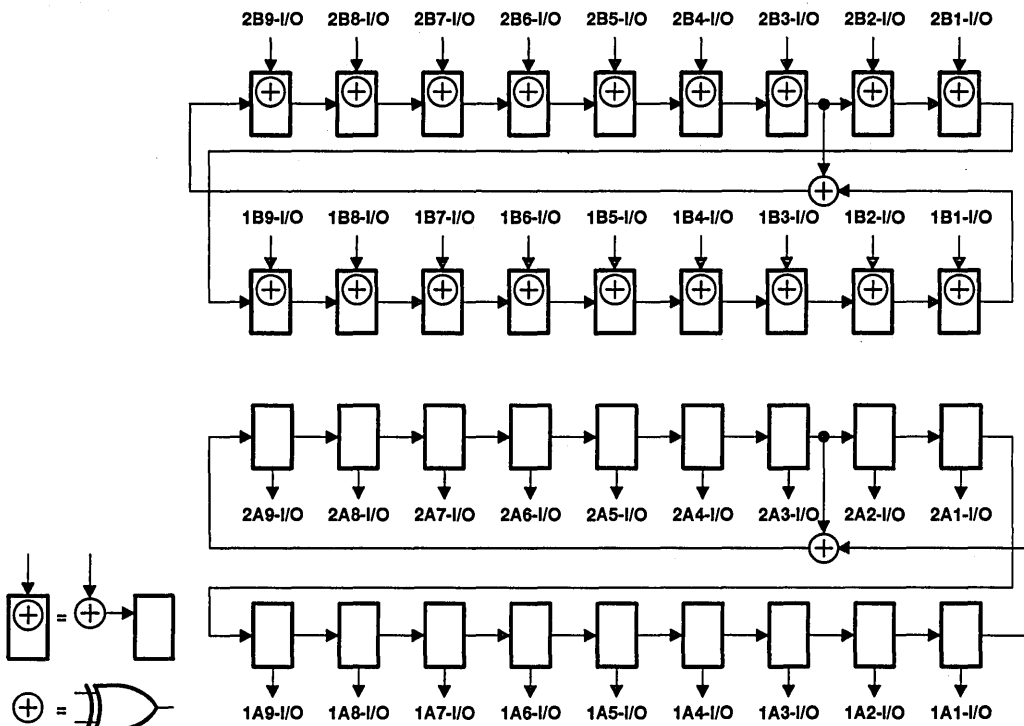 2B9-I/O 2B8-I/O 2B7-I/O 2B6-I/O 2B5-I/O 2B4-I/O 2B3-I/O 2B2-I/O 2B1-I/O
1B9-I/O 1B8-I/O 1B7-I/O 1B6-I/O 1B5-I/O 1B4-I/O 1B3-I/O 1B2-I/O 1B1-I/O
2A9-I/O 2A8-I/O 2A7-I/O 2A6-I/O 2A5-I/O 2A4-I/O 2A3-I/O 2A2-I/O 2A1-I/O
=
=
1A9-I/O 1A8-I/O 1A7-I/O 1A6-I/O 1A5-I/O 1A4-I/O 1A3-I/O 1A2-I/O 1A1-I/O